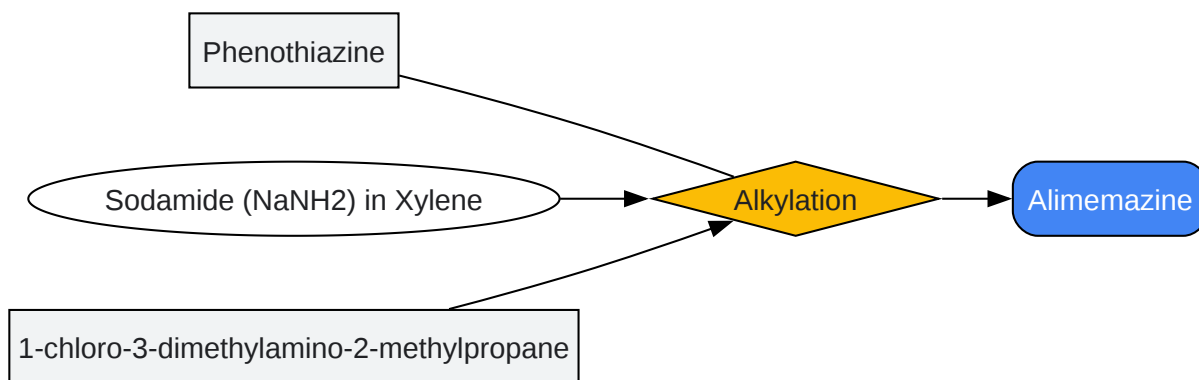 Phenothiazine
Sodamide (NaNH2) in Xylene
Alkylation
Alimemazine
1-chloro-3-dimethylamino-2-methylpropane